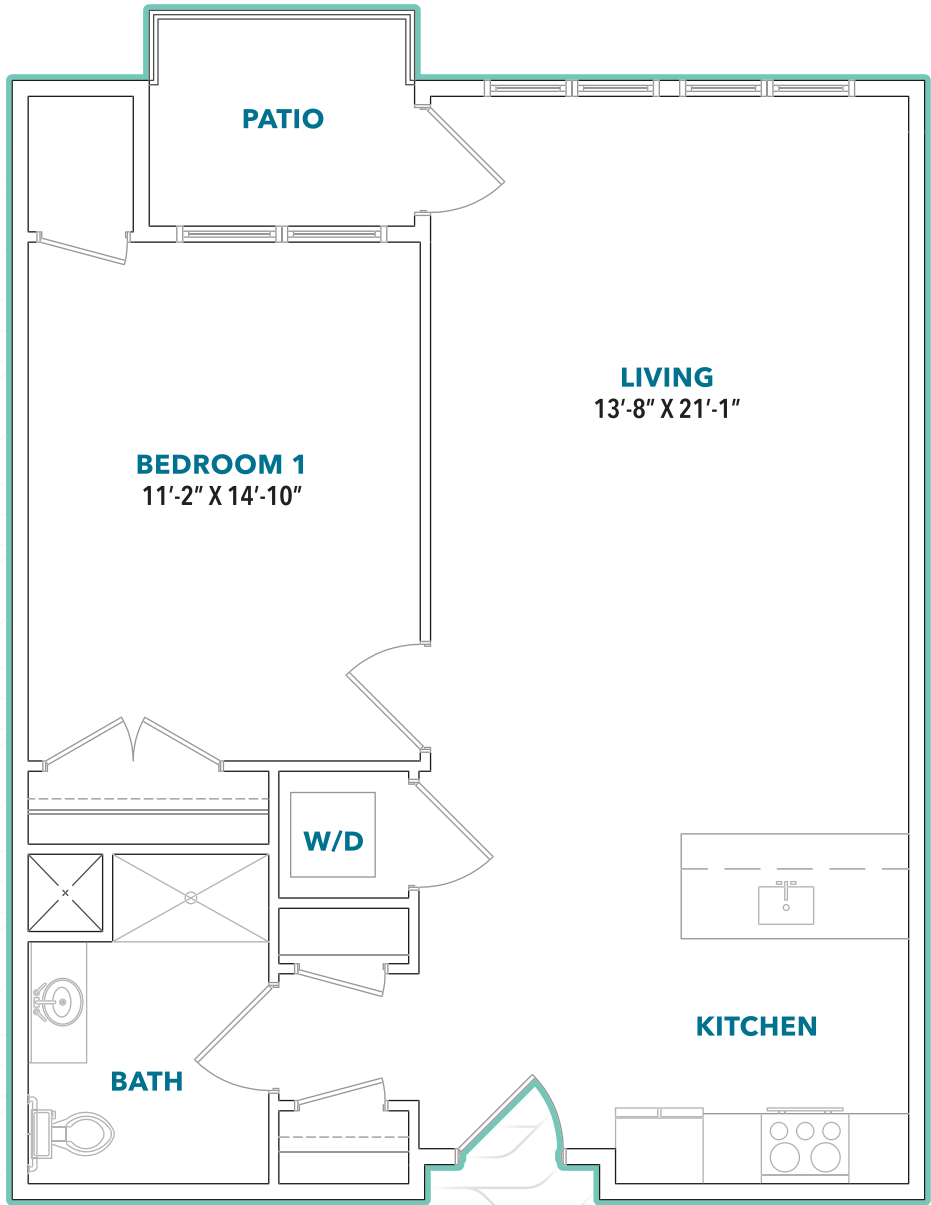 PATIO
LIVING
13′-8″ X 21′-1″
BEDROOM 1
11′-2″ X 14′-10″
W/D
KITCHEN
BATH